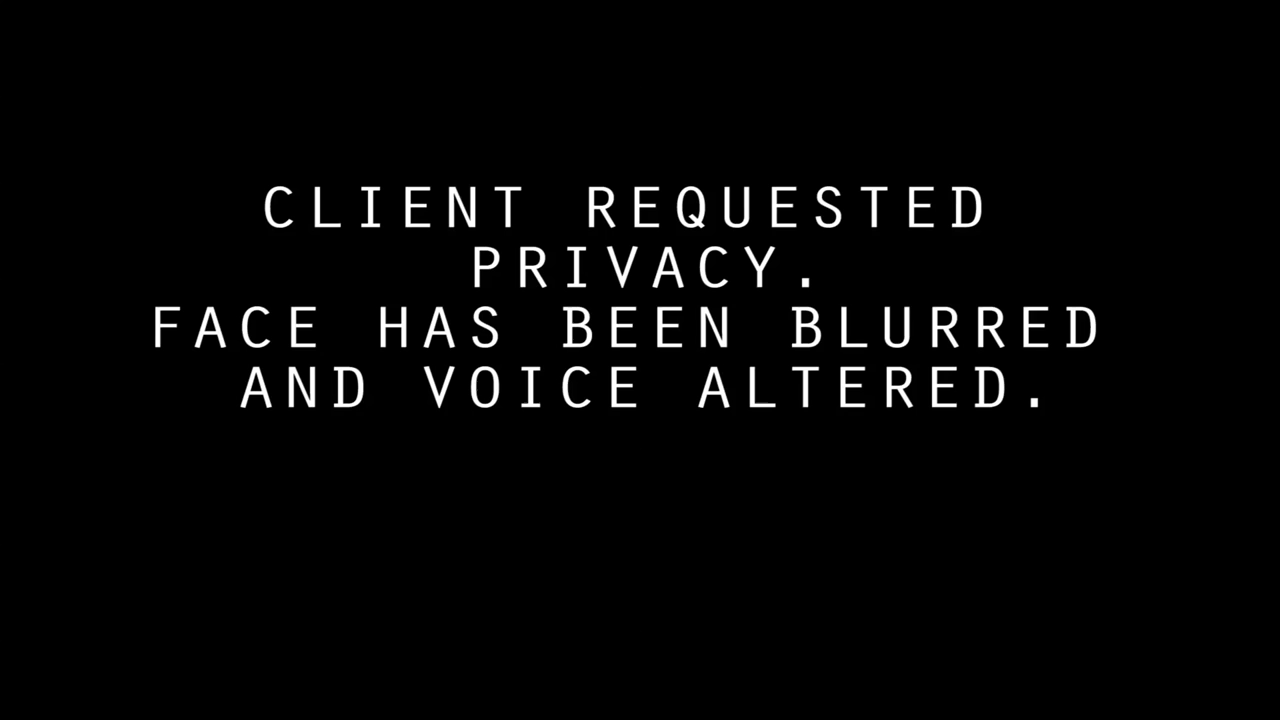 CLIENT REQUESTED
PRIVACY.
FACE HAS BEEN BLURRED
AND VOICE ALTERED.